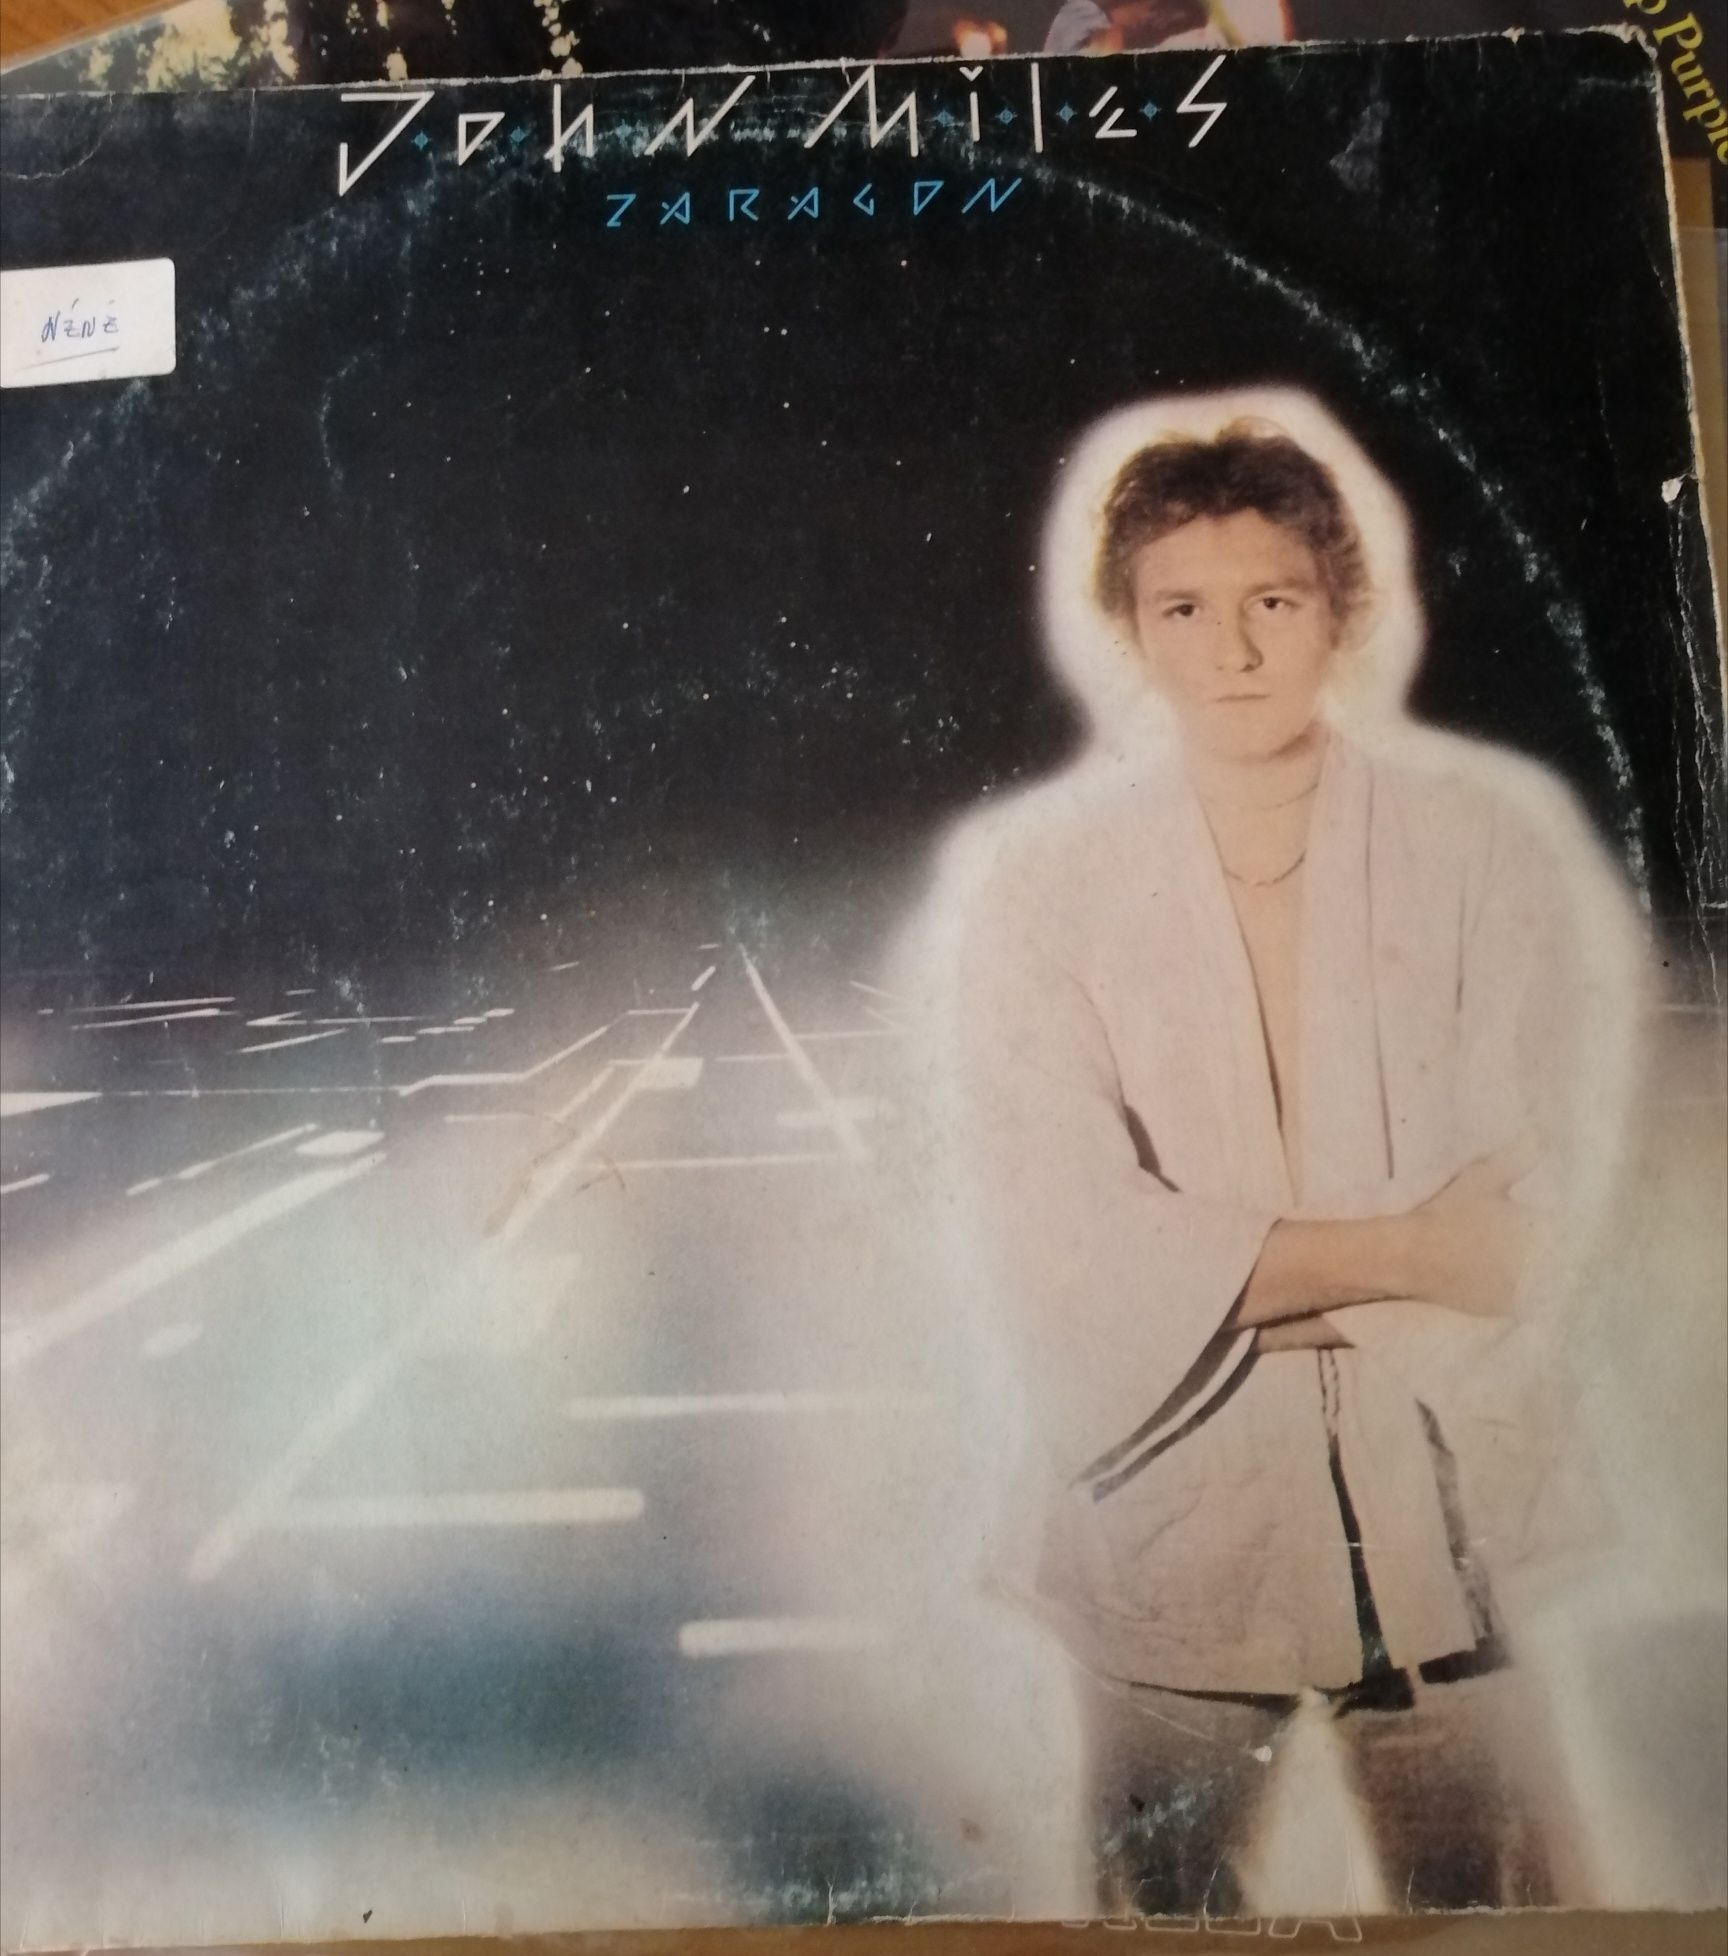 John Miles
ZARAGON
NÉNÉ
p Purple